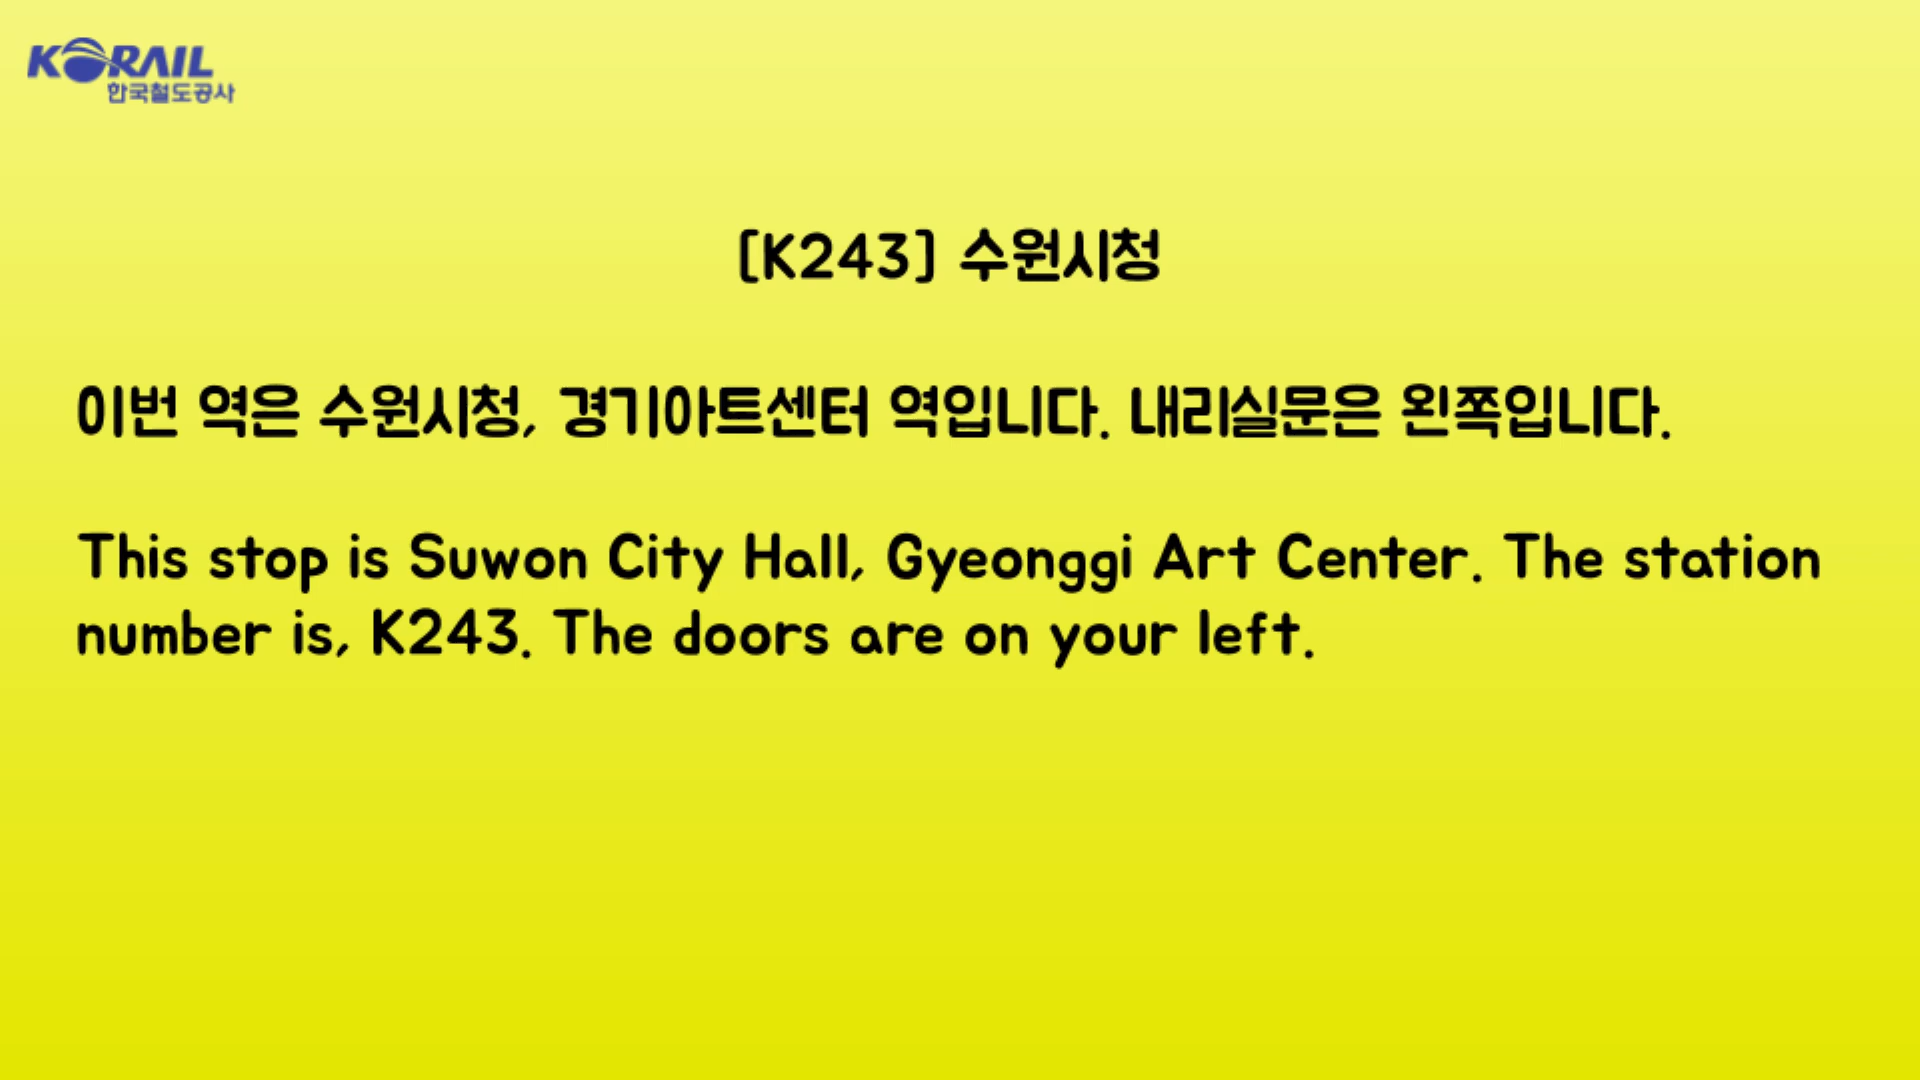 KORAIL
한국철도공사
[K243] 수원시청
이번 역은 수원시청, 경기아트센터 역입니다. 내리실문은 왼쪽입니다.
This stop is Suwon City Hall, Gyeonggi Art Center. The station
number is, K243. The doors are on your left.